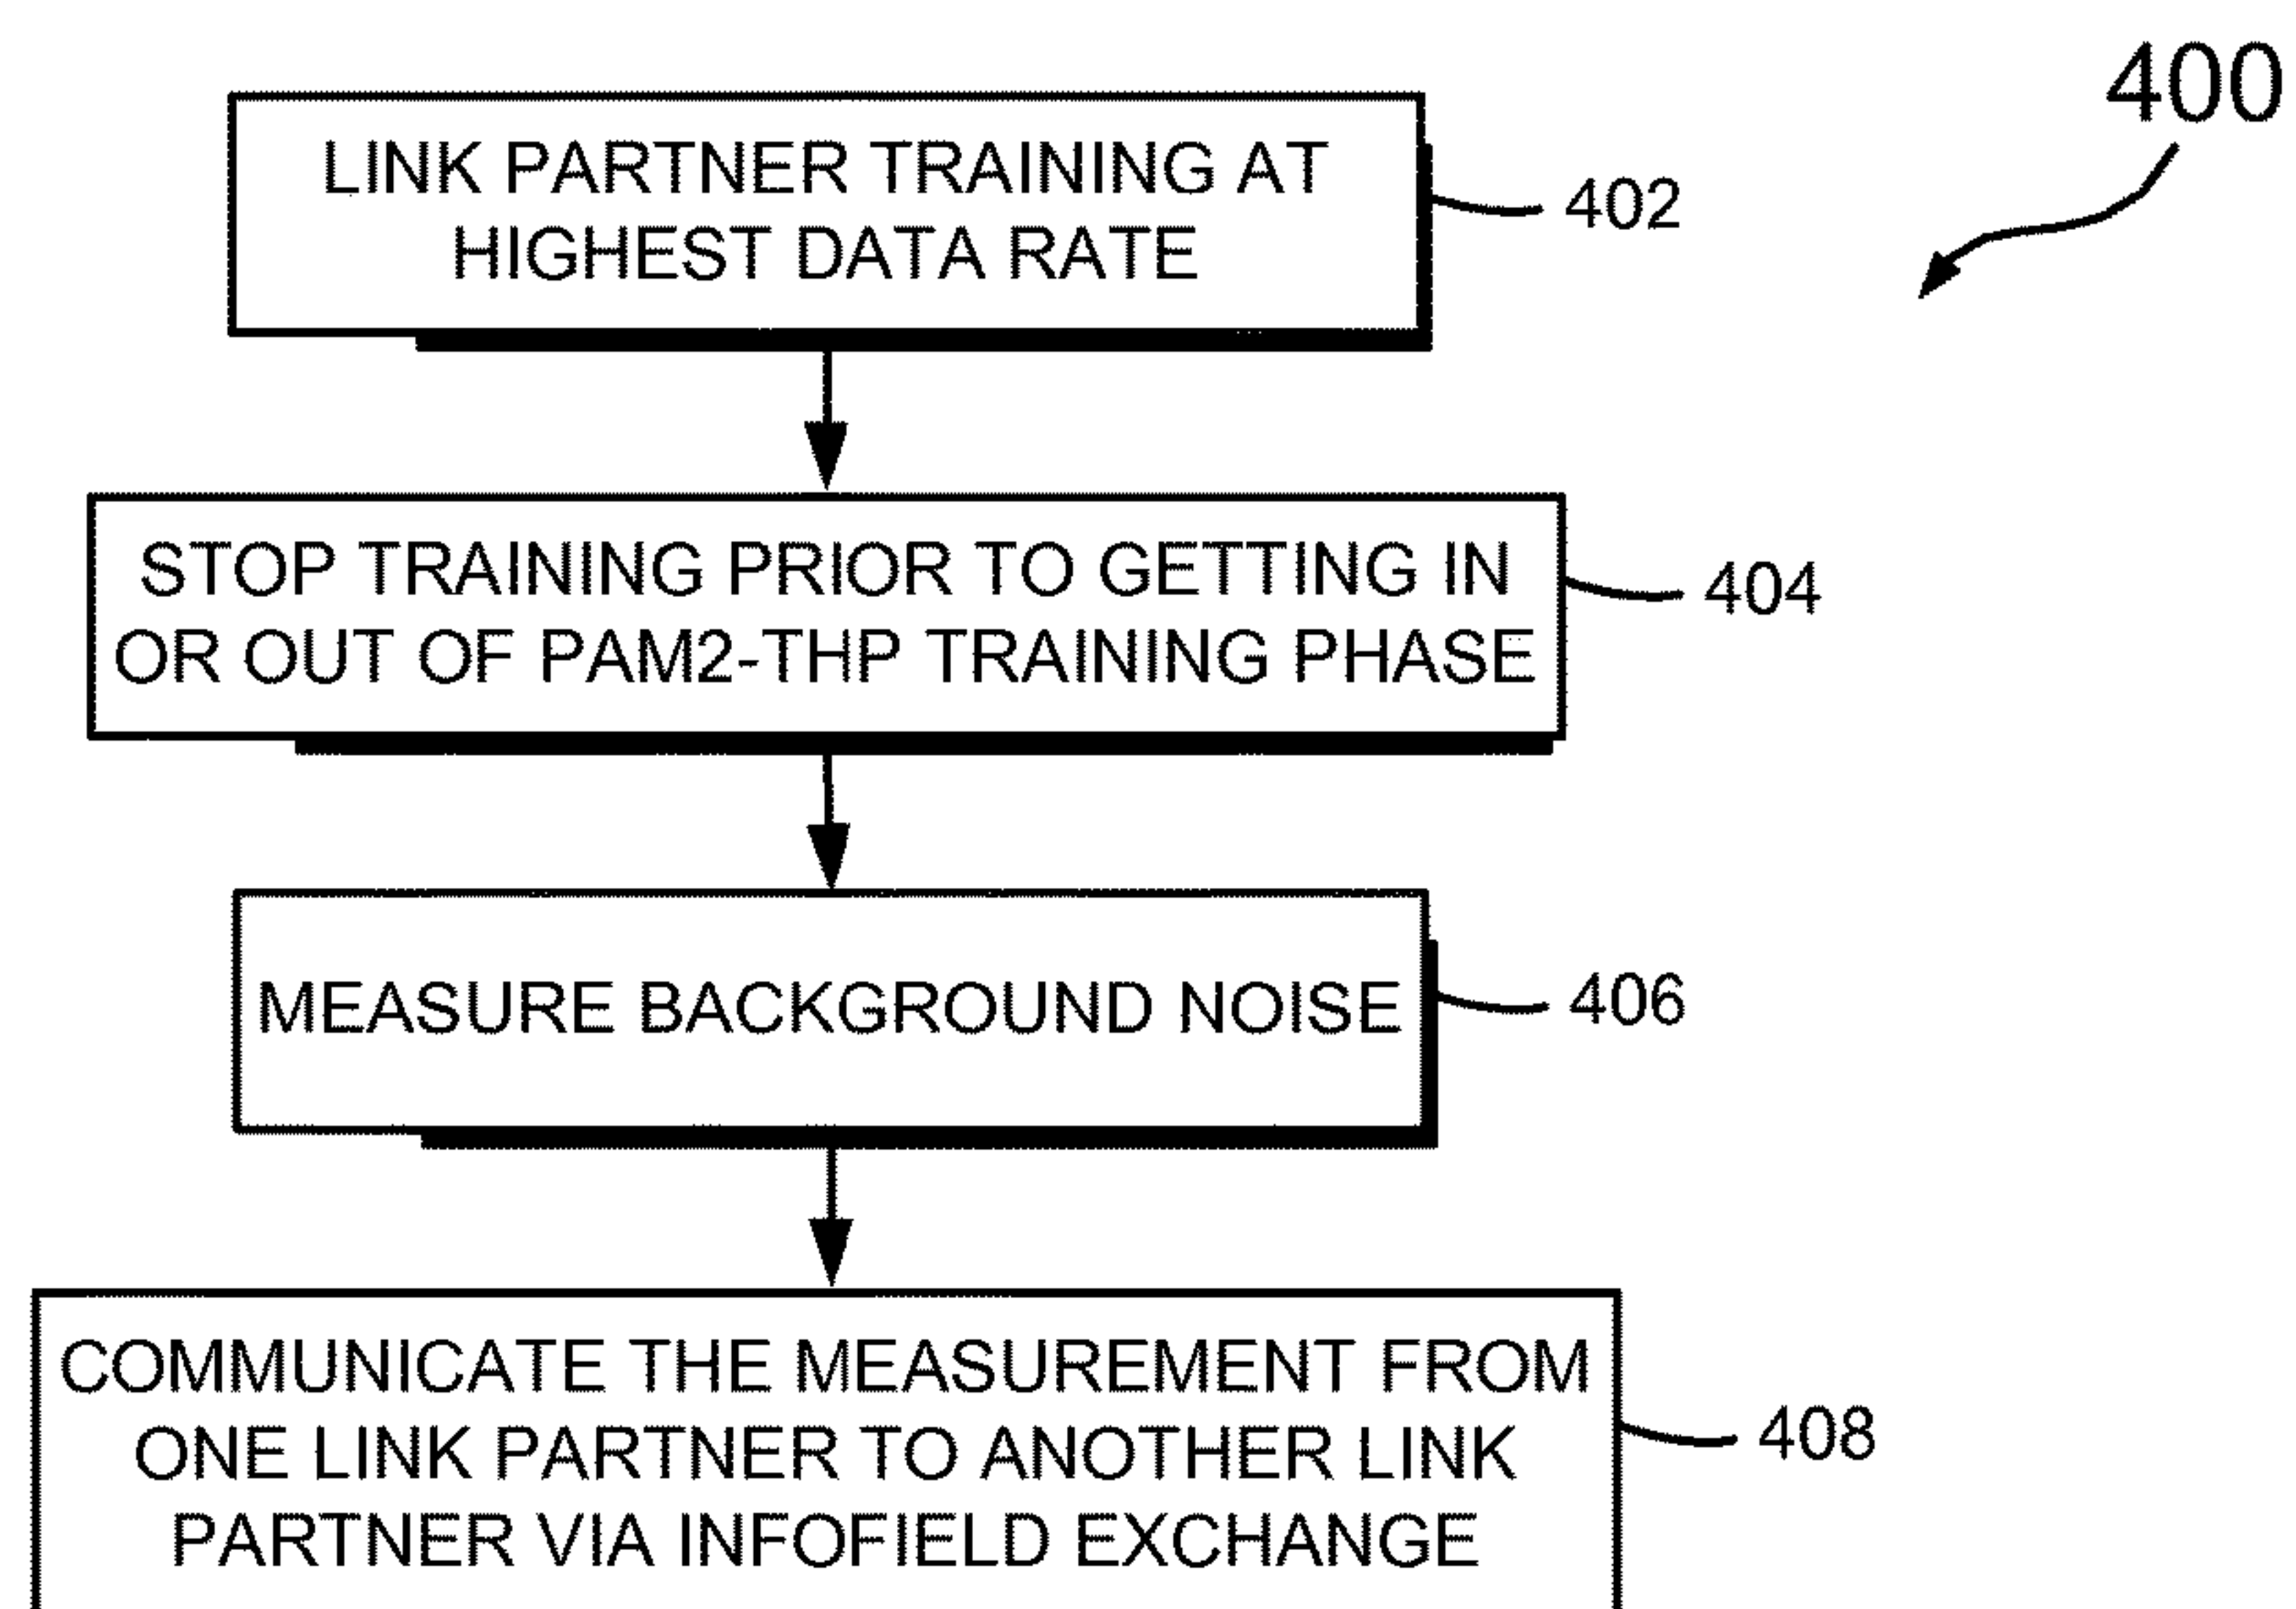 400
LINK PARTNER TRAINING AT
HIGHEST DATA RATE
402
STOP TRAINING PRIOR TO GETTING IN
OR OUT OF PAM2-THP TRAINING PHASE
404
MEASURE BACKGROUND NOISE
406
COMMUNICATE THE MEASUREMENT FROM
ONE LINK PARTNER TO ANOTHER LINK
PARTNER VIA INFOFIELD EXCHANGE
408